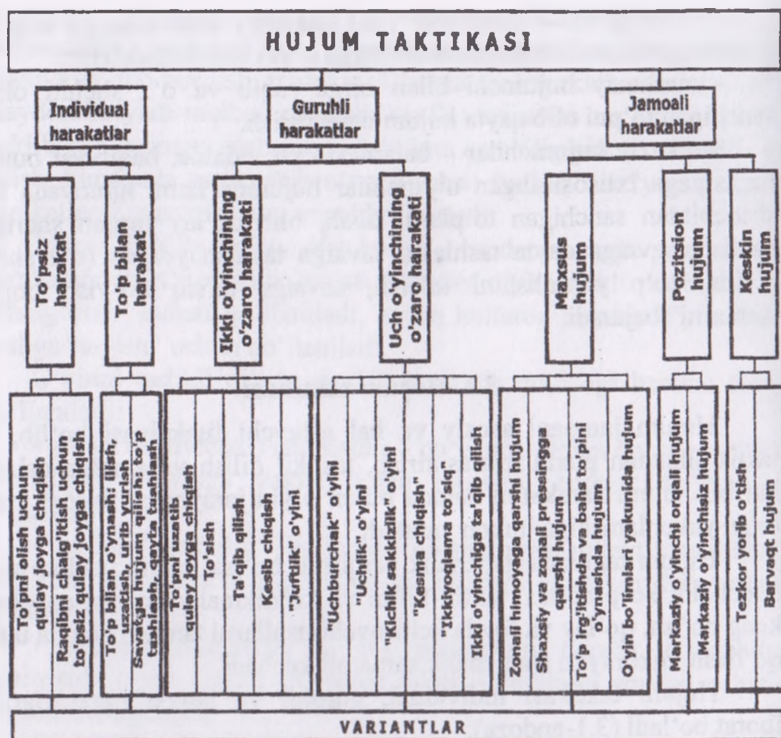 HUJUM TAKTIKASI
Individual
harakatlar
Guruhli
harakatlar
Jamoali
harakatlar
To'psiz
harakat
To'p bilan
harakat
Ikki o'yinching
o'zaro harakati
Uch o'yinching
o'zaro harakati
Maxsus
hujum
Pozitsion
hujum
Keskin
hujum
To'pni olish uchun
qulay joyga chiqish
Raqibni chalg'itish uchun
to'psiz qulay joyga chiqish
To'p bilan o'ynash: ilish,
uzatish, urib yurish
Savatga hujum qilish; to'p
tashlash, qayta tashlash
To'pni uzatib
qulay joyga chiqish
To'sish
Ta'qib qilish
Kesib chiqish
"Kesmas" o'yini
"Uchburchak" o'yini
"Uchlik" o'yini
"Kichik sakkizlik" o'yini
"Kesma chiqish"
"Ikkiyoqlama to'siq"
Ikki o'yinchiga ta'qib qilish
Zonali himoyaga qarshi hujum
Shaxsiy va zonali pressingga
qarshi hujum
To'p irg'itishda va bahs to'pini
o'ynashda hujum
O'yin limlari yakunida hujum
Markaziy o'yinchi orqali hujum
Markaziy o'yinchisiz hujum
Tezkor yorib o'tish
Barvaqt hujum
VARIANTLAR